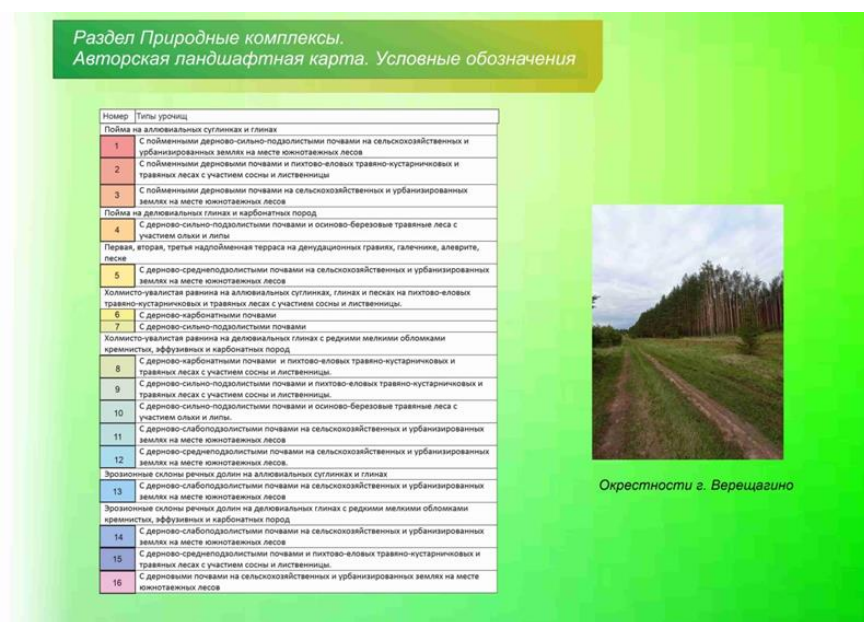 Раздел Природные комплексы.
Авторская ландшафтная карта. Условные обозначения
Номер Типы урочищ
Пойма на аллювиальных суглинках и глинах
1 С пойменными дерново-сильно-подзолистыми почвами на сельскохозяйственных и
урбанизированных землях на месте южнотаежных лесов
2 С пойменными дерновыми почвами и пихтово-еловых травяно-кустарничковых и
травяных лесах с участием сосны и лиственницы
3 С пойменными дерновыми почвами на сельскохозяйственных и урбанизированных
землях на месте южнотаежных лесов
Пойма на делювиальных глинах и карбонатных пород
4 С дерново-сильно-подзолистыми почвами и осиново-березовые травяные леса с
участием ольхи и липы
Первая, вторая, третья надпойменная терраса на денудационных гравиях, галечнике, алеврите,
песке
5 С дерново-среднеподзолистыми почвами на сельскохозяйственных и урбанизированных
землях на месте южнотаежных лесов
Холмисто-увалистая равнина на аллювиальных суглинках, глинах и песках на пихтово-еловых
травяно-кустарничковых и травяных лесах с участием сосны и лиственницы.
6 С дерново-карбонатными почвами
7 С дерново-сильно-подзолистыми почвами
Холмисто-увалистая равнина на делювиальных глинах с редкими мелкими обломками
кремнистых, эффузивных и карбонатных пород
8 С дерново-карбонатными почвами и пихтово-еловых травяно-кустарничковых и
травяных лесах с участием сосны и лиственницы.
9 С дерново-сильно-подзолистыми почвами и пихтово-еловых травяно-кустарничковых и
травяных лесах с участием сосны и лиственницы.
10 С дерново-сильно-подзолистыми почвами и осиново-березовые травяные леса с
участием ольхи и липы.
11 С дерново-слабоподзолистыми почвами на сельскохозяйственных и урбанизированных
землях на месте южнотаежных лесов
12 С дерново-среднеподзолистыми почвами на сельскохозяйственных и урбанизированных
землях на месте южнотаежных лесов.
Эрозионные склоны речных долин на аллювиальных суглинках и глинах
13 С дерново-слабоподзолистыми почвами на сельскохозяйственных и урбанизированных
землях на месте южнотаежных лесов
Эрозионные склоны речных долин на делювиальных глинах с редкими мелкими обломками
кремнистых, эффузивных и карбонатных пород
14 С дерново-слабоподзолистыми почвами на сельскохозяйственных и урбанизированных
землях на месте южнотаежных лесов
15 С дерново-среднеподзолистыми почвами и пихтово-еловых травяно-кустарничковых и
травяных лесах с участием сосны и лиственницы.
16 С дерновыми почвами на сельскохозяйственных и урбанизированных землях на месте
южнотаежных лесов
Окрестности г. Верещагино